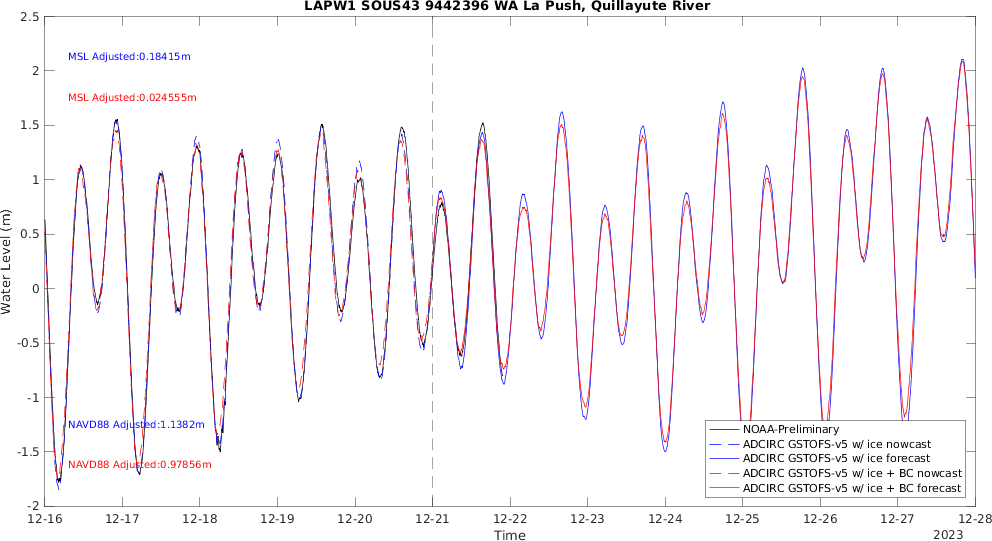 LAPW1 SOUS43 9442396 WA La Push, Quillayute River
2.5
2
1.5
1
0.5
0
-0.5
-1
-1.5
-2
Water Level (m)
MSL Adjusted:0.18415m
MSL Adjusted:0.024555m
NAVD88 Adjusted:1.1382m
NAVD88 Adjusted:0.97856m
NOAA-Preliminary
ADCIRC GSTOFS-v5 w/ ice nowcast
ADCIRC GSTOFS-v5 w/ ice forecast
ADCIRC GSTOFS-v5 w/ ice + BC nowcast
ADCIRC GSTOFS-v5 w/ ice + BC forecast
12-16 12-17 12-18 12-19 12-20 12-21 12-22 12-23 12-24 12-25 12-26 12-27 12-28
Time
2023